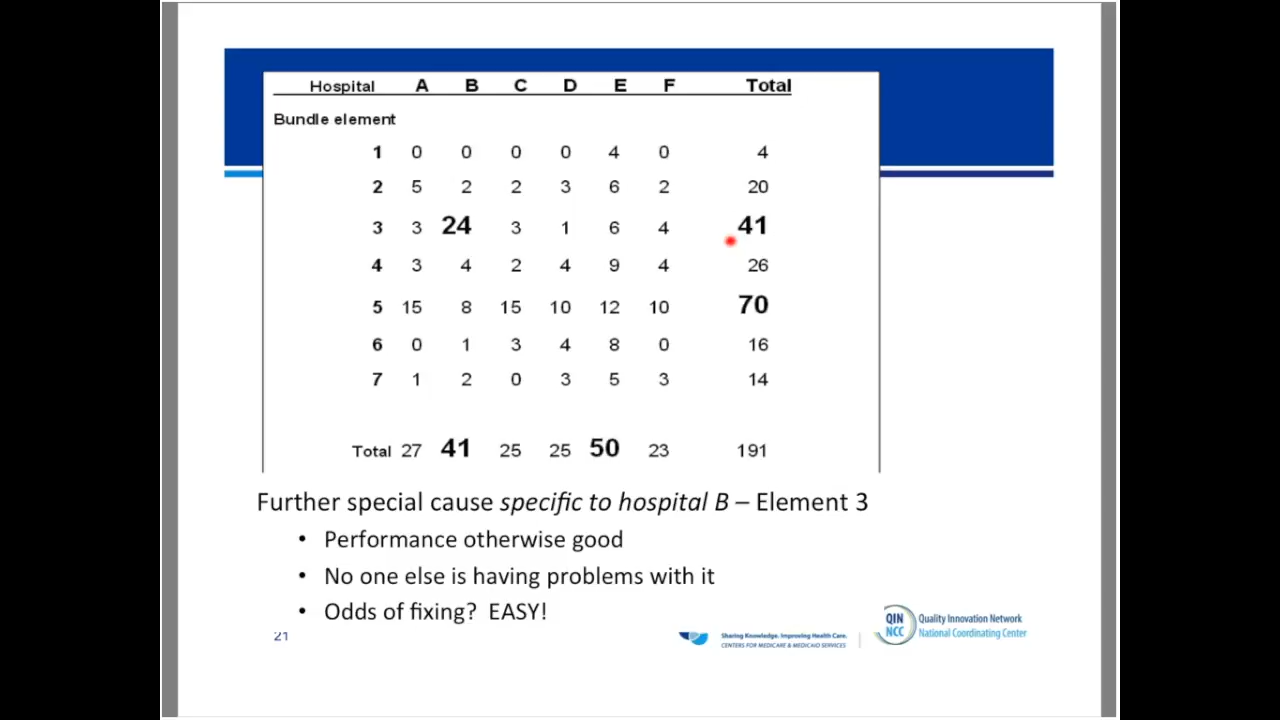 Hospital A B C D E F Total
Bundle element
1 0 0 0 0 4 0 4
2 5 2 2 3 6 2 20
3 3 24 3 1 6 4 41
4 3 4 2 4 9 4 26
5 15 8 15 10 12 10 70
6 0 1 3 4 8 0 16
7 1 2 0 3 5 3 14
Total 27 41 25 25 50 23 191
Further special cause specific to hospital B – Element 3
• Performance otherwise good
• No one else is having problems with it
• Odds of fixing? EASY!
21
Sharing Knowledge. Improving Health Care.
CENTERS FOR MEDICARE & MEDICAID SERVICES
QIN
NCC
Quality Innovation Network
National Coordinating Center